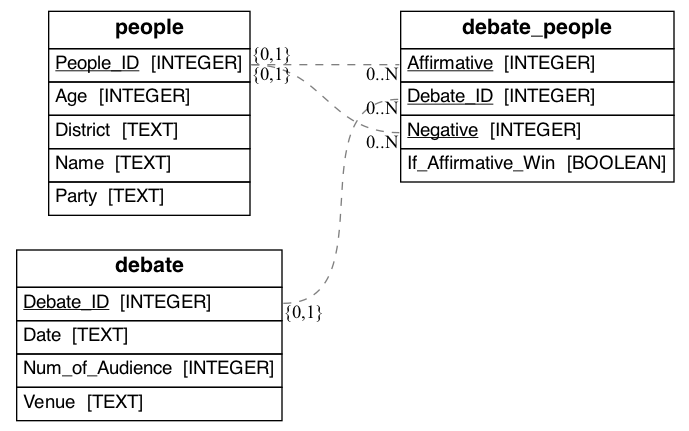 people
People_ID [INTEGER]
Age [INTEGER]
District [TEXT]
Name [TEXT]
Party [TEXT]
{0,1}
{0,1}
0..N
0..N
0..N
debate_people
Affirmative [INTEGER]
Debate_ID [INTEGER]
Negative [INTEGER]
If_Affirmative_Win [BOOLEAN]
debate
Debate_ID [INTEGER]
Date [TEXT]
Num_of_Audience [INTEGER]
Venue [TEXT]
{0,1}